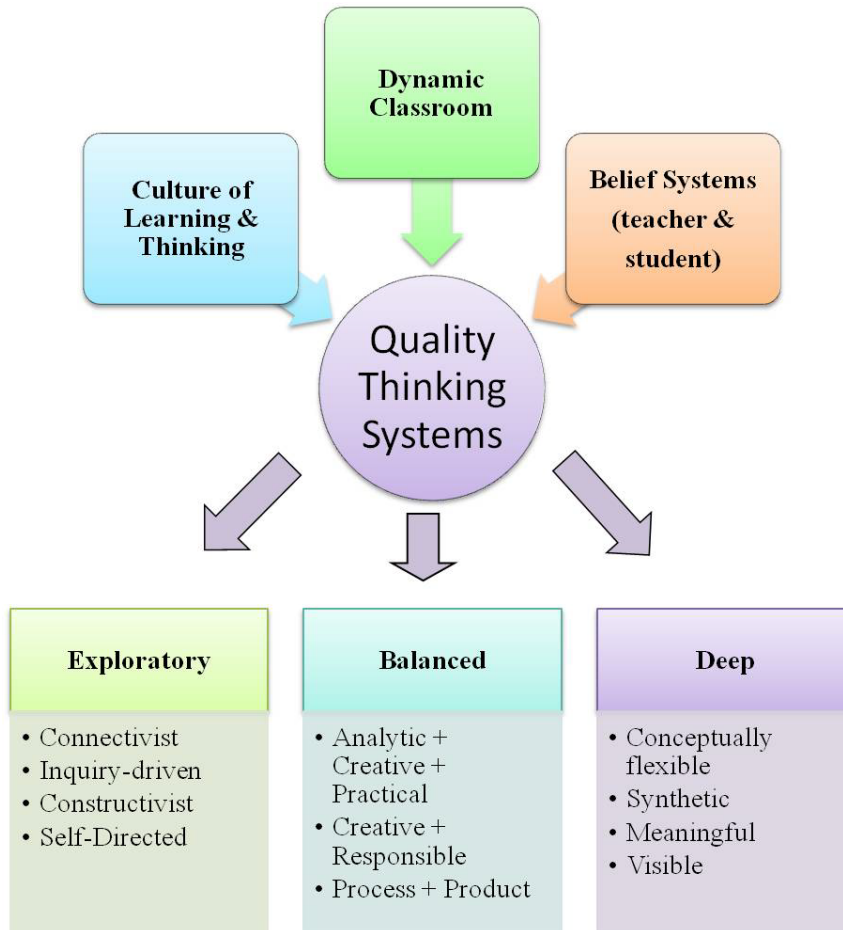 Dynamic
Classroom
Culture of
Learning &
Thinking
Belief Systems
(teacher &
student)
Quality
Thinking
Systems
Exploratory
• Connectivist
• Inquiry-driven
• Constructivist
• Self-Directed
Balanced
• Analytic +
Creative +
Practical
• Creative +
Responsible
• Process + Product
Deep
• Conceptually
flexible
• Synthetic
• Meaningful
• Visible